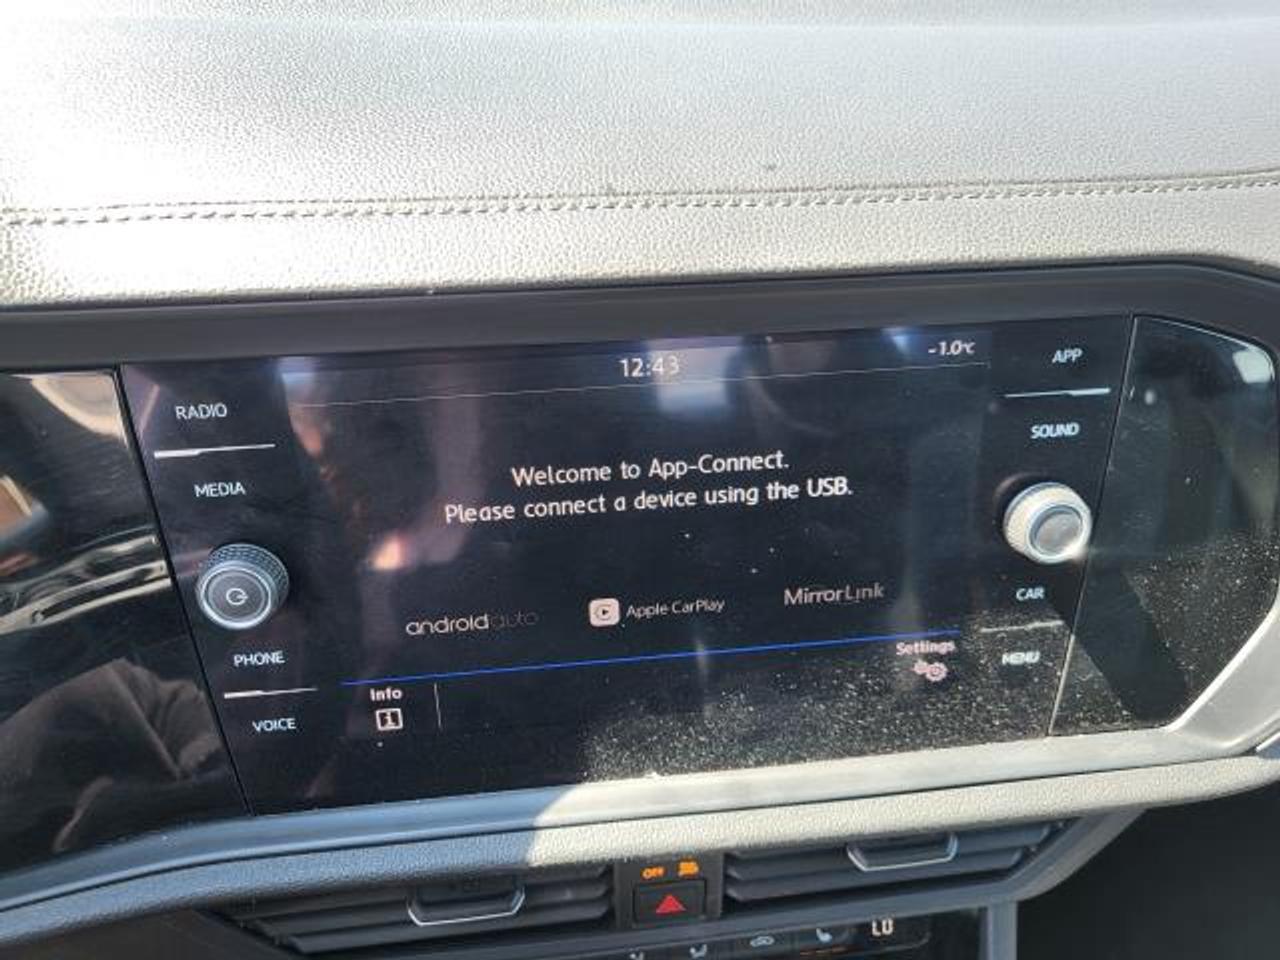 12:43
-1.0°C
APP
RADIO
SOUND
MEDIA
Welcome to App-Connect.
Please connect a device using the USB.
androidauto
Apple CarPlay
MirrorLink
CAR
PHONE
Settings
MENU
Info
VOICE
OFF
LO